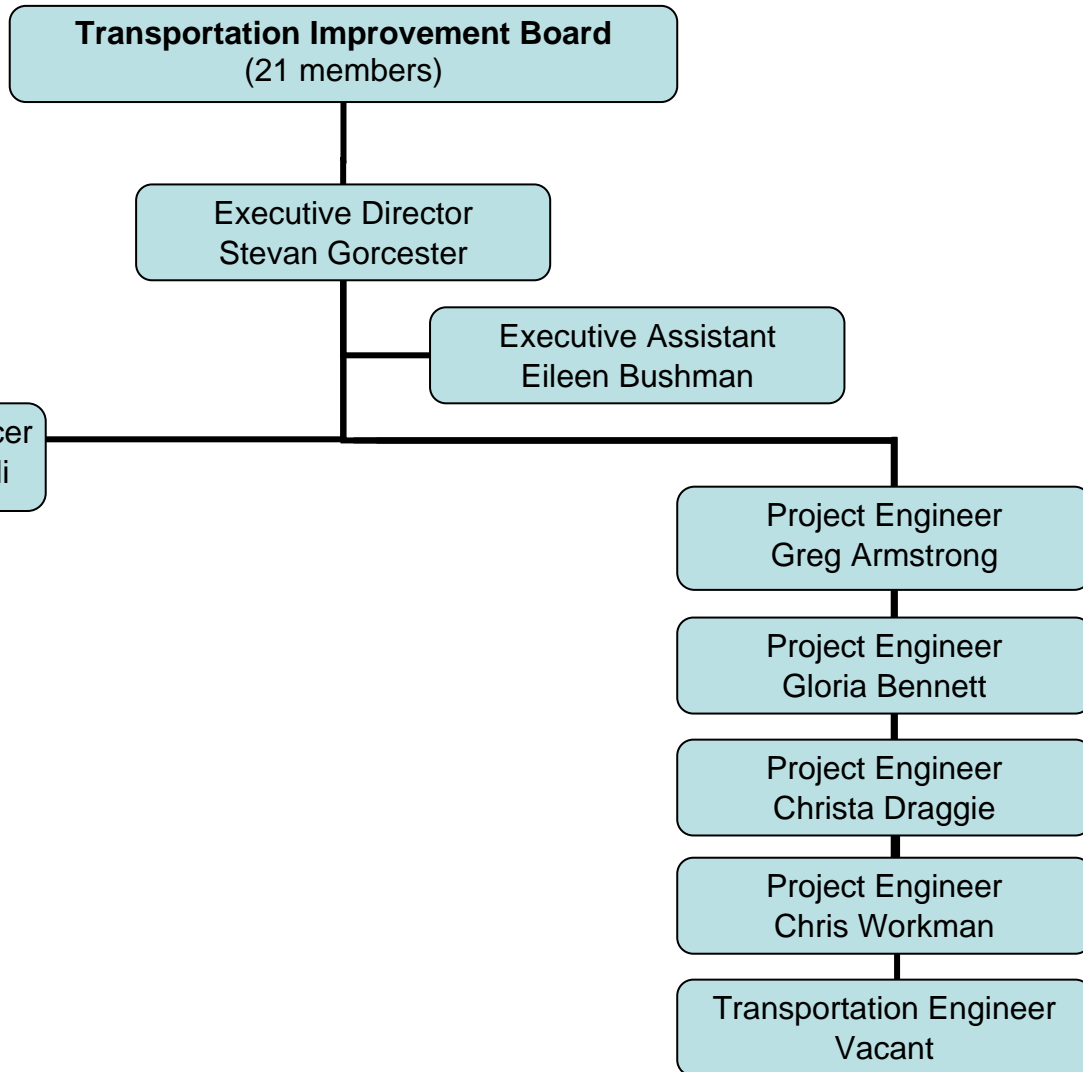 Transportation Improvement Board
(21 members)
Executive Director
Stevan Gorcester
Executive Assistant
Eileen Bushman
Project Engineer
Greg Armstrong
Project Engineer
Gloria Bennett
Project Engineer
Christa Draggie
Project Engineer
Chris Workman
Transportation Engineer
Vacant